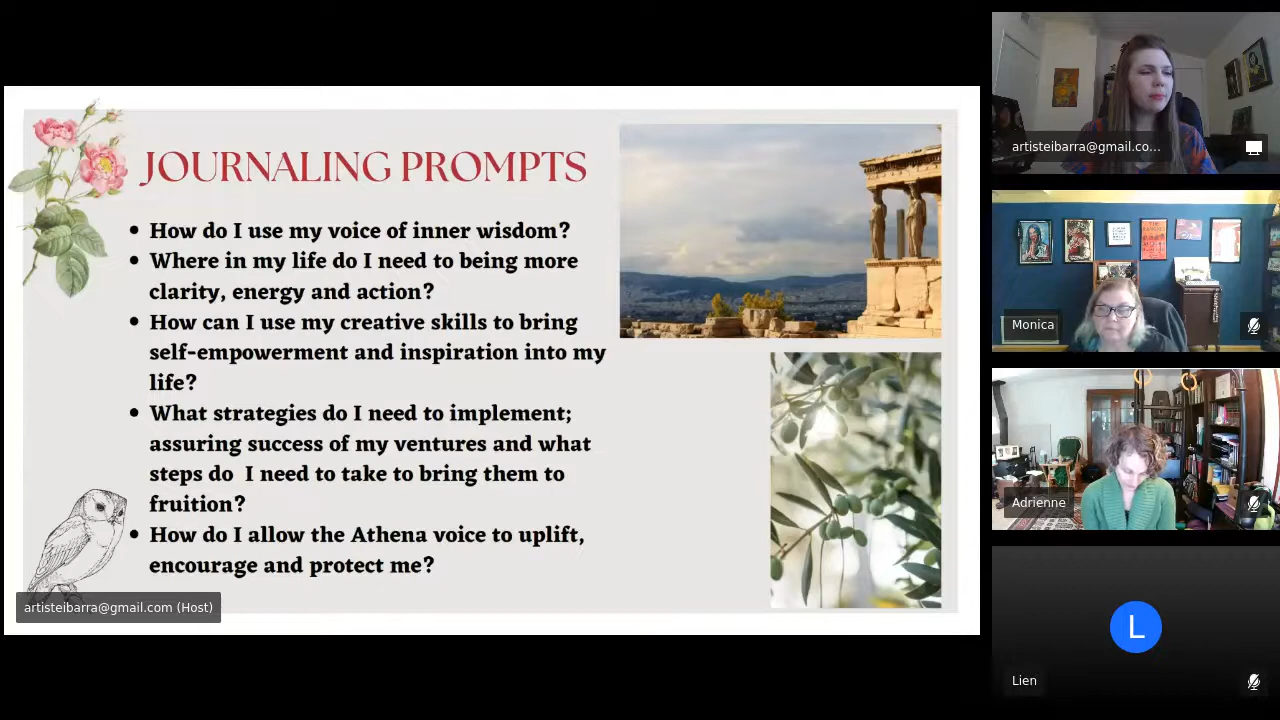 JOURNALING PROMPTS
• How do I use my voice of inner wisdom?
• Where in my life do I need to being more
clarity, energy and action?
• How can I use my creative skills to bring
self-empowerment and inspiration into my
life?
• What strategies do I need to implement;
assuring success of my ventures and what
steps do  I need to take to bring them to
fruition?
• How do I allow the Athena voice to uplift,
encourage and protect me?
artisteibarra@gmail.com (Host)
artisteibarra@gmail.co...
Monica
Adrienne
L
Lien